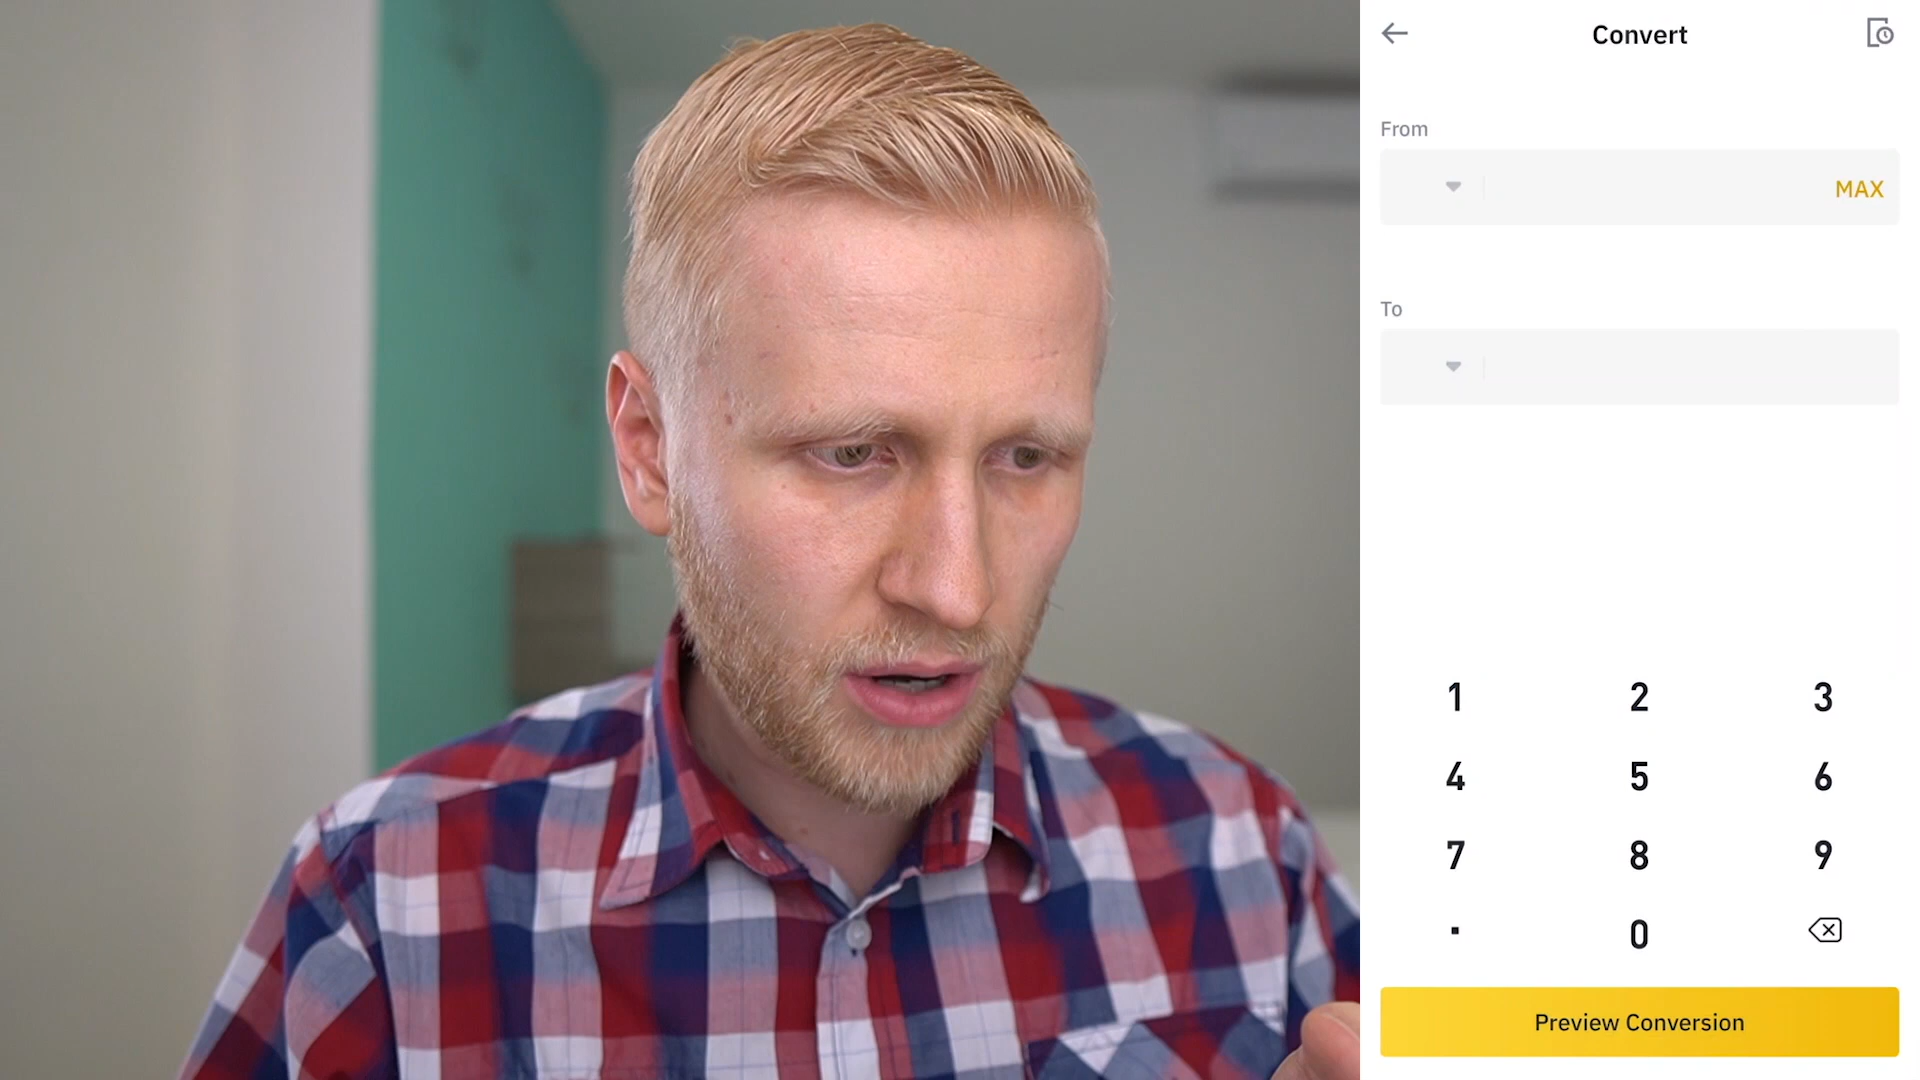 Convert
From
MAX
To
1 2 3
4 5 6
7 8 9
. 0
Preview Conversion